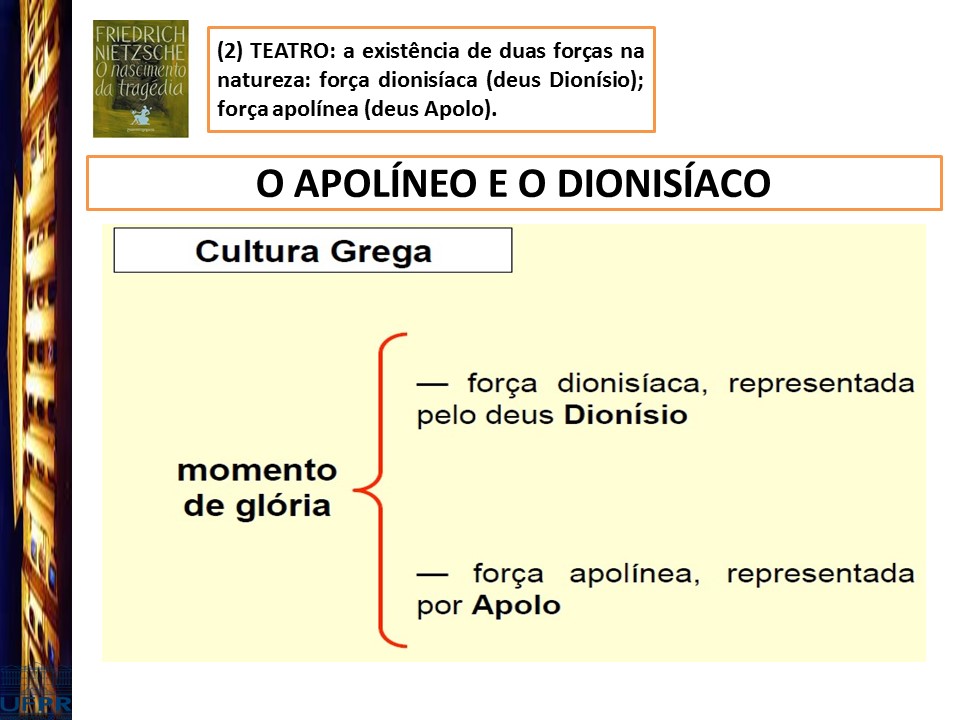 FRIEDRICH
NIETZSCHE
O nascimento
da tragédia
(2) TEATRO: a existência de duas forças na
natureza: força dionisíaca (deus Dionísio);
força apolínea (deus Apolo).
O APOLÍNEO E O DIONISÍACO
Cultura Grega
— força dionisíaca, representada
pelo deus Dionísio
momento
de glória
— força apolínea, representada
por Apolo
UFPR